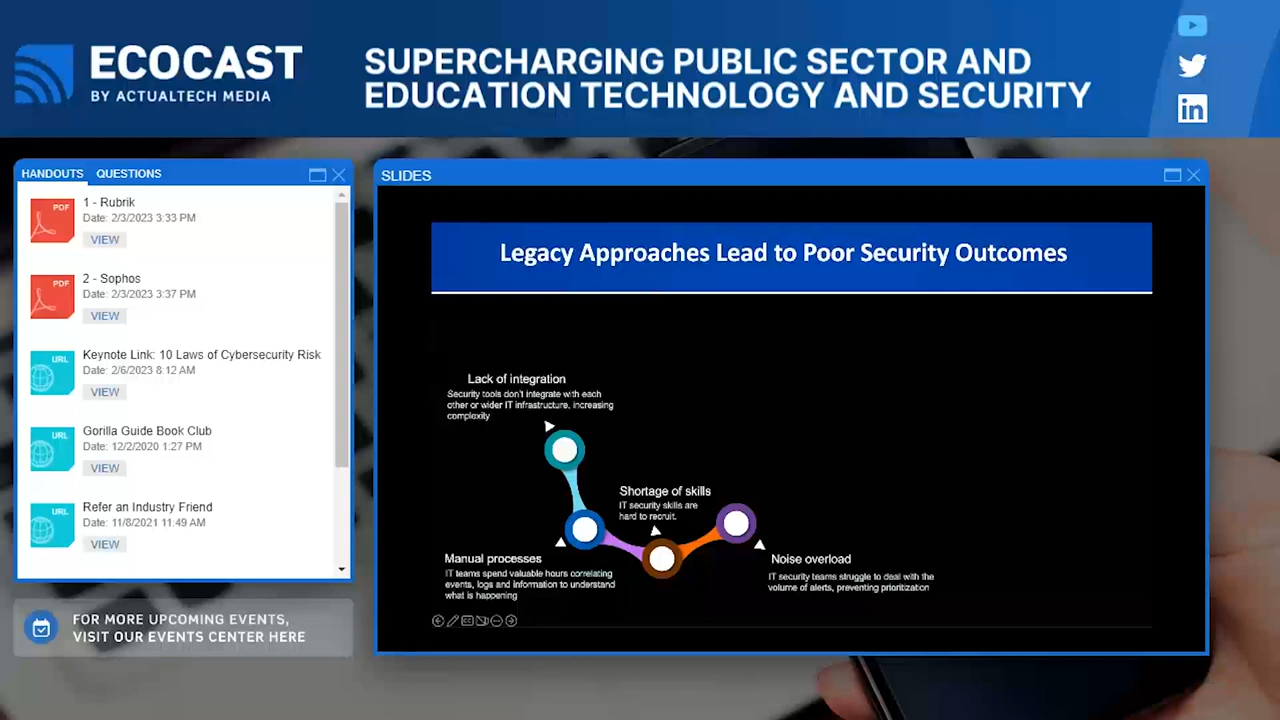 ECOCAST
BY ACTUALTECH MEDIA
SUPERCHARGING PUBLIC SECTOR AND
EDUCATION TECHNOLOGY AND SECURITY
in
HANDOUTS QUESTIONS
PDF
1 - Rubrik
Date: 2/3/2023 3:33 PM
VIEW
PDF
2 - Sophos
Date: 2/3/2023 3:37 PM
VIEW
URL
Keynote Link: 10 Laws of Cybersecurity Risk
Date: 2/6/2023 8:12 AM
VIEW
URL
Gorilla Guide Book Club
Date: 12/2/2020 1:27 PM
VIEW
URL
Refer an Industry Friend
Date: 11/8/2021 11:49 AM
VIEW
FOR MORE UPCOMING EVENTS,
VISIT OUR EVENTS CENTER HERE
SLIDES
Legacy Approaches Lead to Poor Security Outcomes
Lack of integration
Security tools don't integrate with each
other or wider IT infrastructure, increasing
complexity
Shortage of skills
IT security skills are
hard to recruit.
Manual processes
IT teams spend valuable hours correlating
events, logs and information to understand
what is happening
Noise overload
IT security teams struggle to deal with the
volume of alerts, preventing prioritization